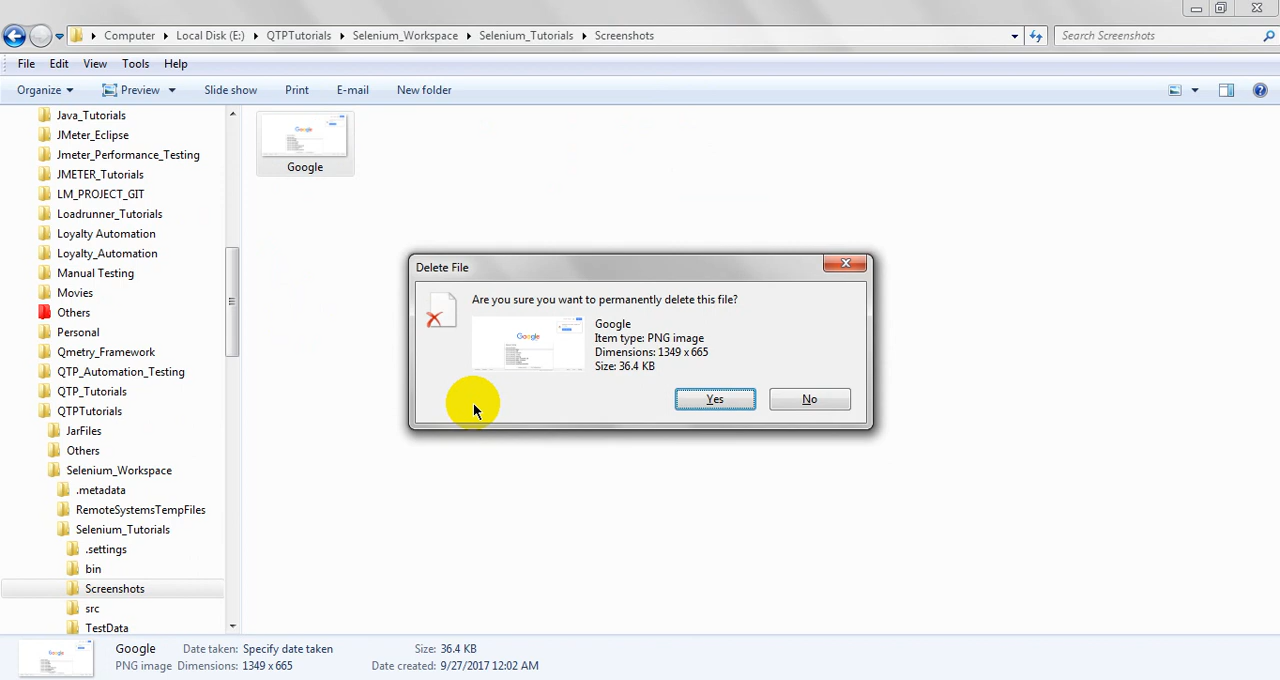 Computer
Local Disk (E:)
QTPTutorials
Selenium_Workspace
Selenium_Tutorials
Screenshots
Search Screenshots
File Edit View Tools Help
Organize Preview Slide show Print E-mail New folder
Java_Tutorials
JMeter_Eclipse
Jmeter_Performance_Testing
JMETER_Tutorials
LM_PROJECT_GIT
Loadrunner_Tutorials
Loyalty Automation
Loyalty_Automation
Manual Testing
Movies
Others
Personal
Qmetry_Framework
QTP_Automation_Testing
QTP_Tutorials
QTPTutorials
JarFiles
Others
Selenium_Workspace
.metadata
RemoteSystemsTempFiles
Selenium_Tutorials
.settings
bin
Screenshots
src
TestData
Google
Google
Delete File
Are you sure you want to permanently delete this file?
Google
Google
Item type: PNG image
Dimensions: 1349 x 665
Size: 36.4 KB
Yes
No
Google
Google Date taken: Specify date taken Size: 36.4 KB
PNG image Dimensions: 1349 x 665 Date created: 9/27/2017 12:02 AM